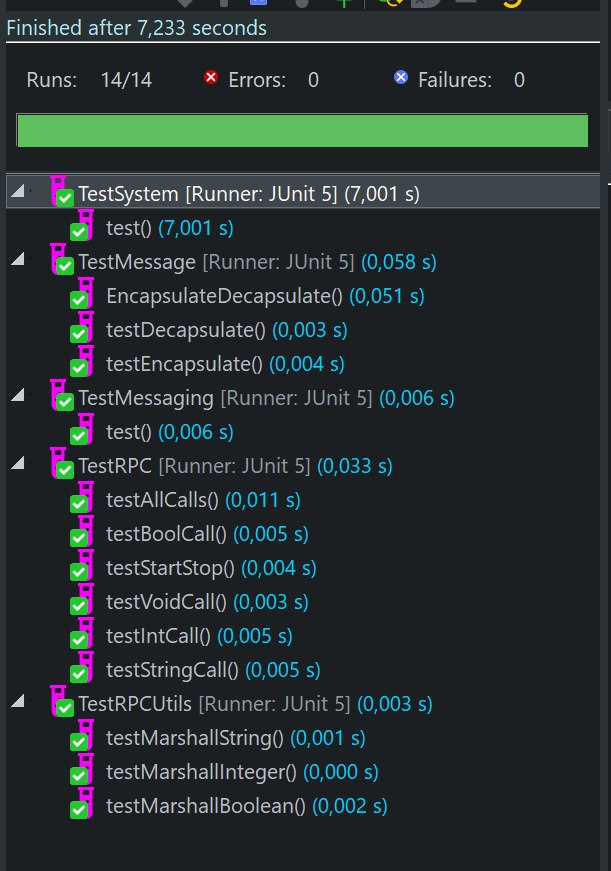 Finished after 7,233 seconds
Runs: 14/14 Errors: 0 Failures: 0
TestSystem [Runner: JUnit 5] (7,001 s)
test() (7,001 s)
TestMessage [Runner: JUnit 5] (0,058 s)
EncapsulateDecapsulate() (0,051 s)
testDecapsulate() (0,003 s)
testEncapsulate() (0,004 s)
TestMessaging [Runner: JUnit 5] (0,006 s)
test() (0,006 s)
TestRPC [Runner: JUnit 5] (0,033 s)
testAllCalls() (0,011 s)
testBoolCall() (0,005 s)
testStartStop() (0,004 s)
testVoidCall() (0,003 s)
testIntCall() (0,005 s)
testStringCall() (0,005 s)
TestRPCUtils [Runner: JUnit 5] (0,003 s)
testMarshallString() (0,001 s)
testMarshallInteger() (0,000 s)
testMarshallBoolean() (0,002 s)